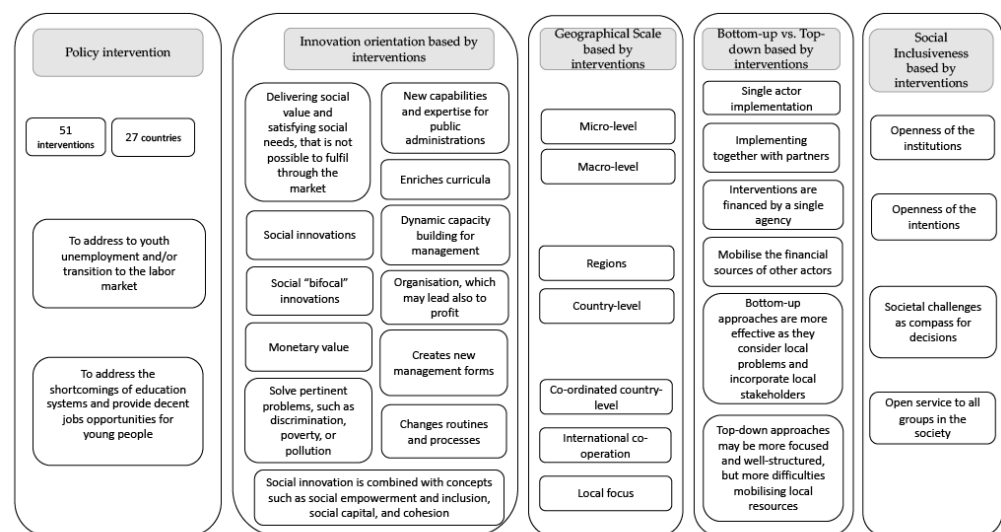 Policy intervention
51
interventions
27 countries
To address to youth
unemployment and/or
transition to the labor
market
To address the
shortcomings of education
systems and provide decent
jobs opportunities for
young people
Innovation orientation based by
interventions
Delivering social
value and
satisfying social
needs, that is not
possible to fulfil
through the
market
Social innovations
Social “bifocal”
innovations
Monetary value
Solve pertinent
problems, such as
discrimination,
poverty, or
pollution
New capabilities
and expertise for
public
administrations
Enriches curricula
Dynamic capacity
building for
management
Organisation, which
may lead also to
profit
Creates new
management forms
Changes routines
and processes
Social innovation is combined with concepts
such as social empowerment and inclusion,
social capital, and cohesion
Geographical Scale
based by
interventions
Micro-level
Macro-level
Regions
Country-level
Co-ordinated country-
level
International co-
operation
Local focus
Bottom-up vs. Top-
down based by
interventions
Single actor
implementation
Implementing
together with partners
Interventions are
financed by a single
agency
Mobilise the financial
sources of other actors
Bottom-up
approaches are more
effective as they
consider local
problems and
incorporate local
stakeholders
Top-down approaches
may be more focused
and well-structured,
but more difficulties
mobilising local
resources
Social
Inclusiveness
based by
interventions
Openness of the
institutions
Openness of the
intentions
Societal challenges
as compass for
decisions
Open service to all
groups in the
society